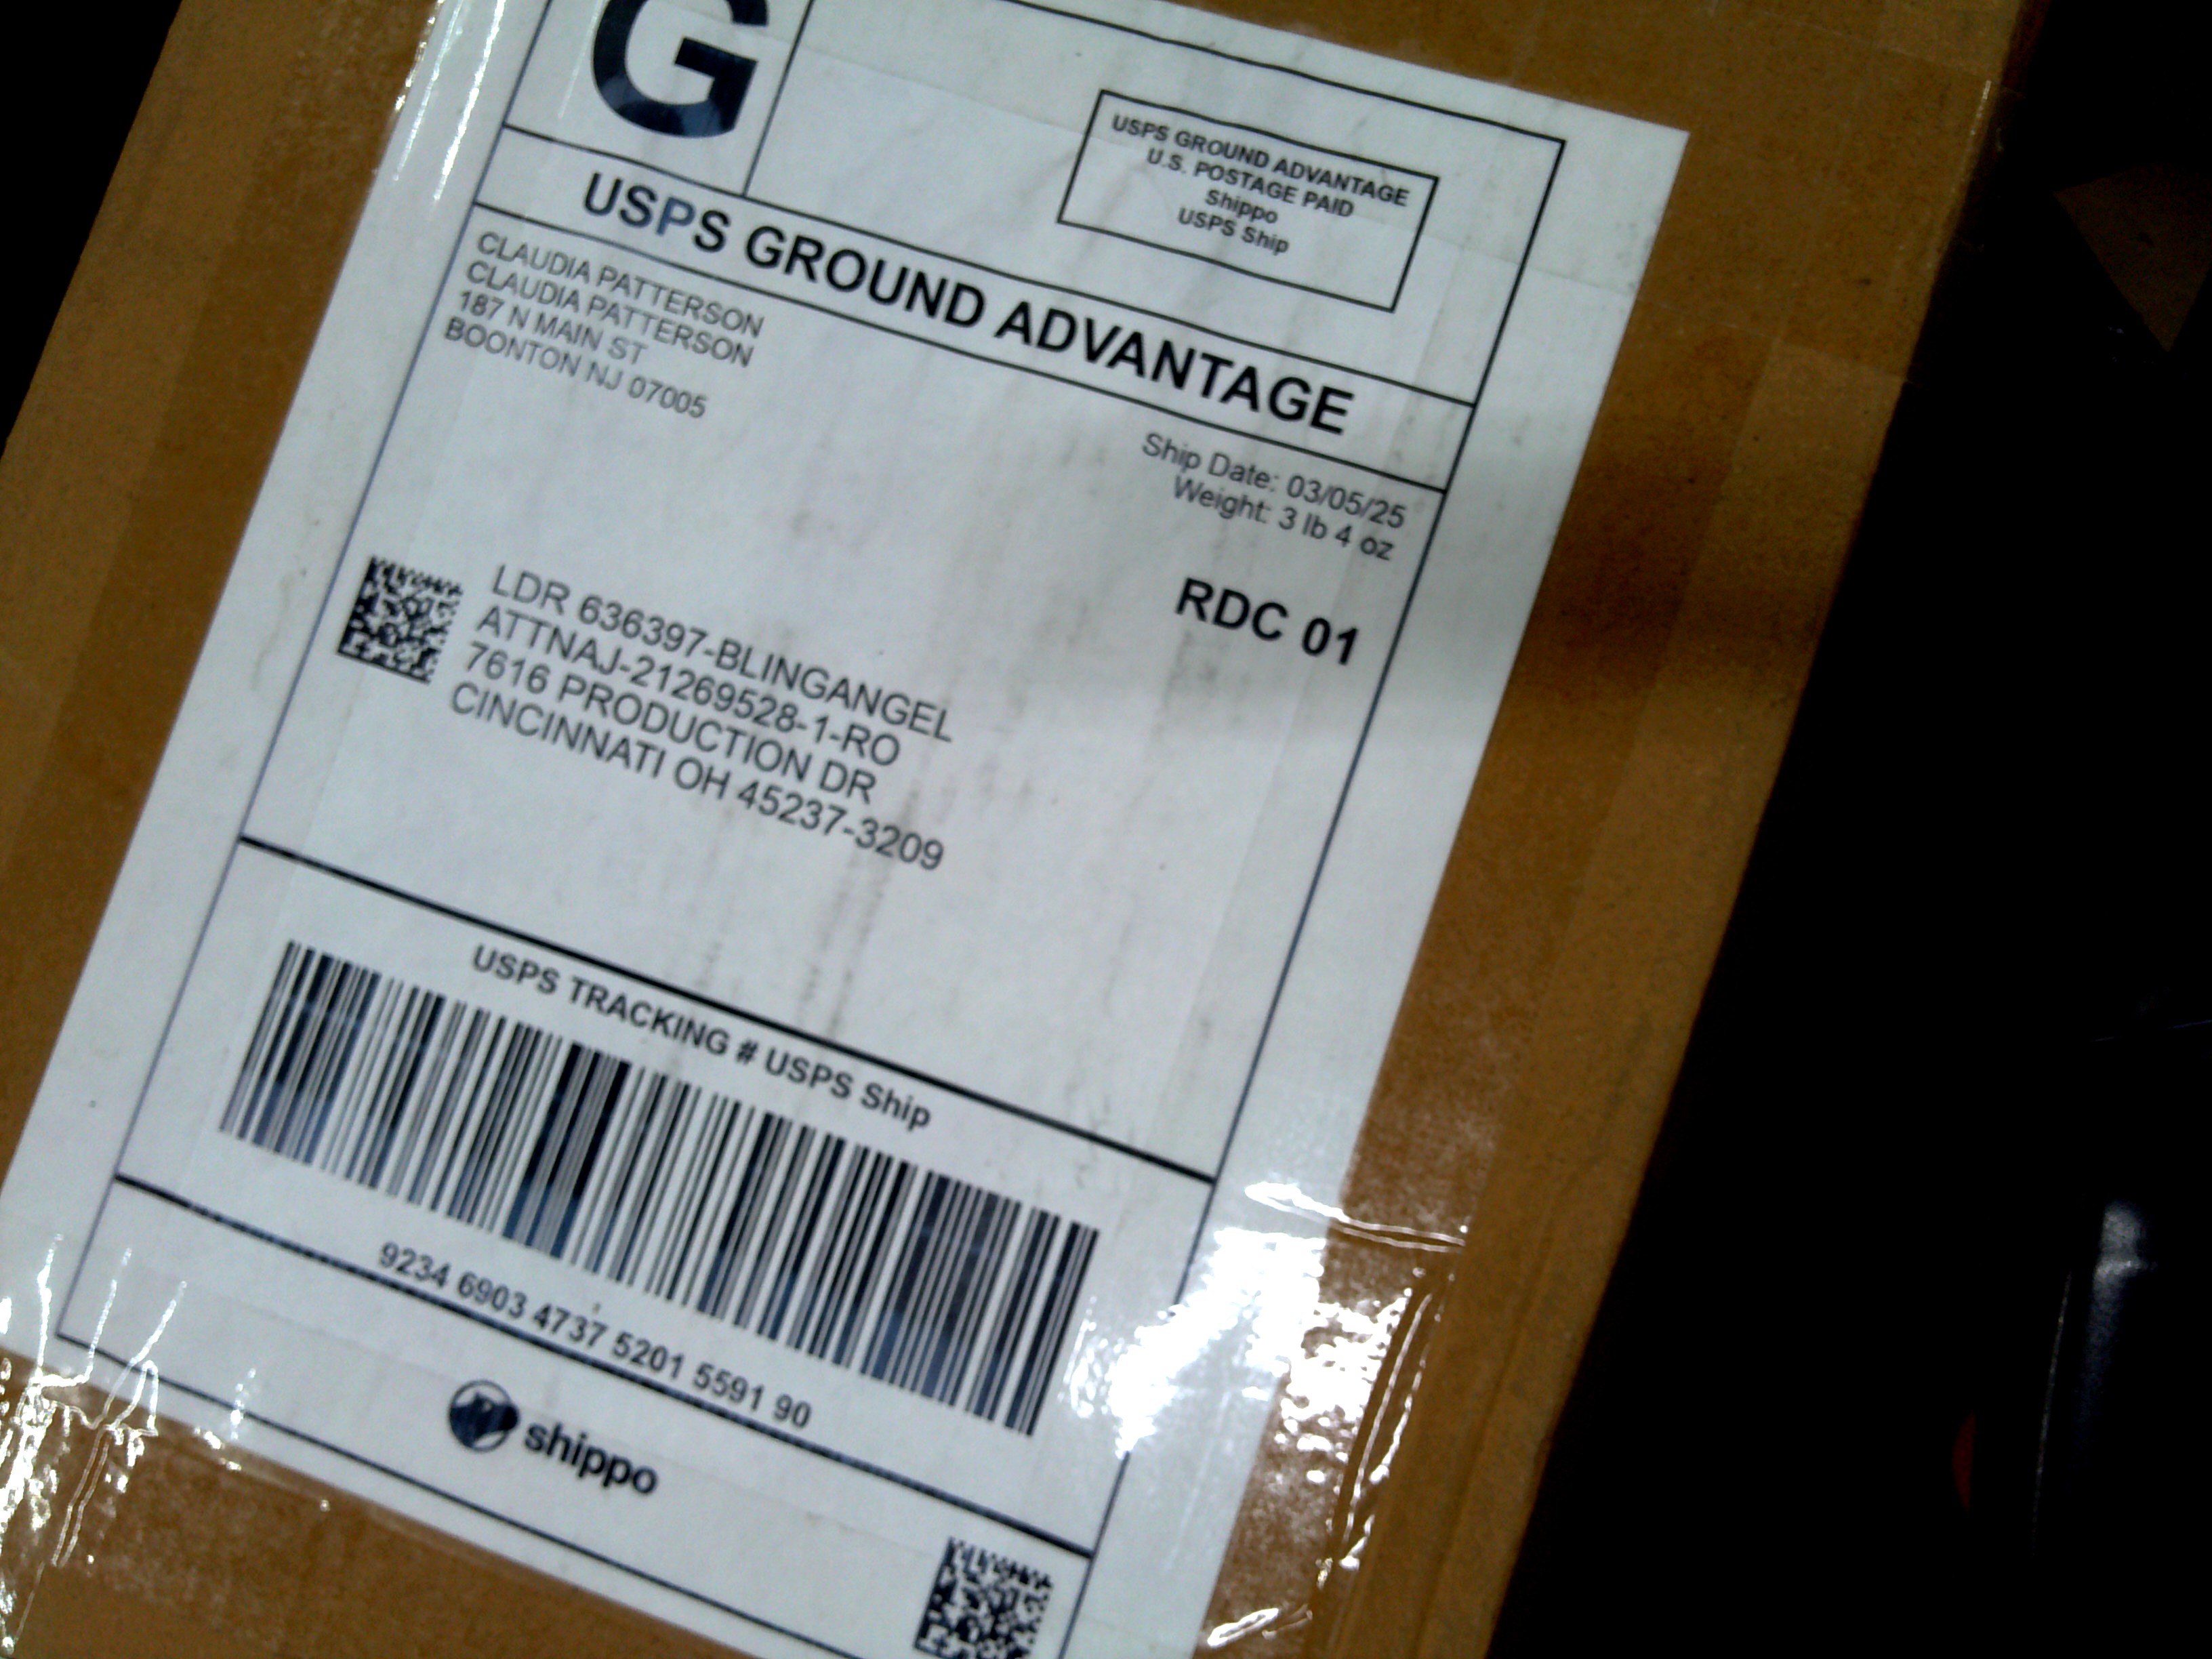 G
USPS GROUND ADVANTAGE
U.S. POSTAGE PAID
Shippo
USPS Ship
USPS GROUND ADVANTAGE
CLAUDIA PATTERSON
CLAUDIA PATTERSON
187 N MAIN ST
BOONTON NJ 07005
Ship Date: 03/05/25
Weight: 3 lb 4 oz
RDC 01
LDR 636397-BLINGANGEL
ATTNAJ-21269528-1-RO
7616 PRODUCTION DR
CINCINNATI OH 45237-3209
USPS TRACKING # USPS Ship
9234 6903 4737 5201 5591 90
shippo